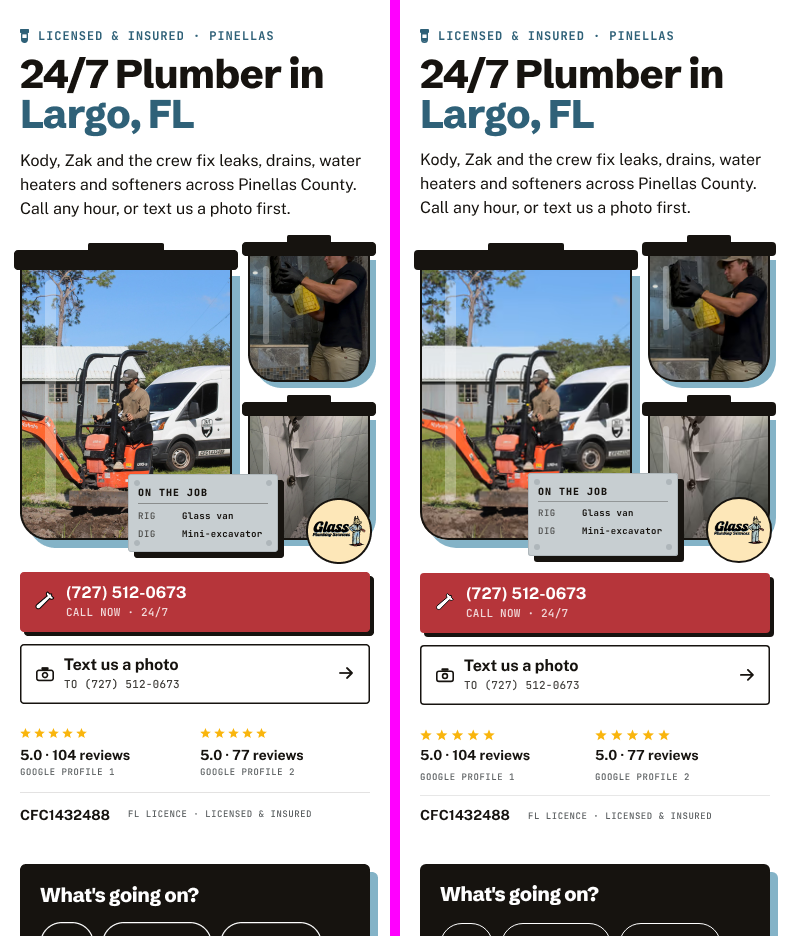 LICENSED & INSURED · PINELLAS
24/7 Plumber in
Largo, FL
Kody, Zak and the crew fix leaks, drains, water
heaters and softeners across Pinellas County.
Call any hour, or text us a photo first.
ON THE JOB
RIG Glass van
DIG Mini-excavator
Glass
Plumbing Services
(727) 512-0673
CALL NOW · 24/7
Text us a photo
TO (727) 512-0673
5.0 · 104 reviews
GOOGLE PROFILE 1
5.0 · 77 reviews
GOOGLE PROFILE 2
CFC1432488 FL LICENCE · LICENSED & INSURED
What's going on?
LICENSED & INSURED · PINELLAS
24/7 Plumber in
Largo, FL
Kody, Zak and the crew fix leaks, drains, water
heaters and softeners across Pinellas County.
Call any hour, or text us a photo first.
ON THE JOB
RIG Glass van
DIG Mini-excavator
Glass
Plumbing Services
(727) 512-0673
CALL NOW · 24/7
Text us a photo
TO (727) 512-0673
5.0 · 104 reviews
GOOGLE PROFILE 1
5.0 · 77 reviews
GOOGLE PROFILE 2
CFC1432488 FL LICENCE · LICENSED & INSURED
What's going on?